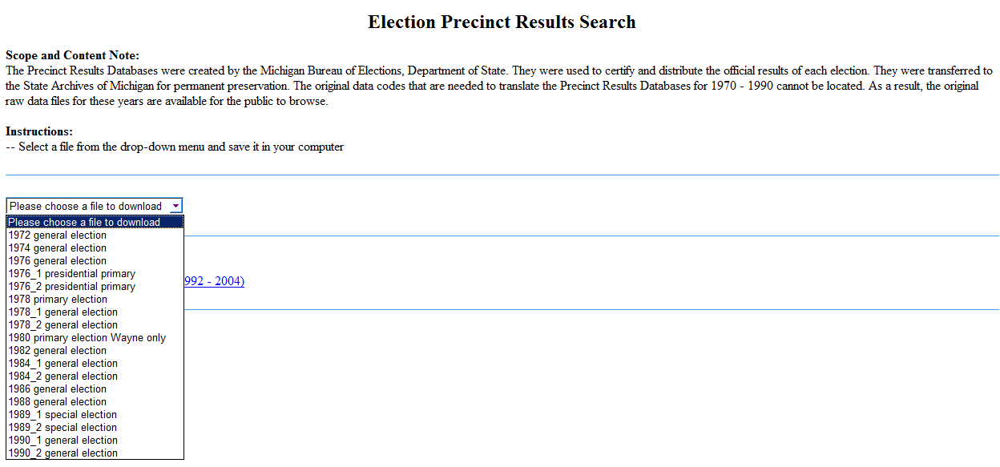 Election Precinct Results Search
Scope and Content Note:
The Precinct Results Databases were created by the Michigan Bureau of Elections, Department of State. They were used to certify and distribute the official results of each election. They were transferred to
the State Archives of Michigan for permanent preservation. The original data codes that are needed to translate the Precinct Results Databases for 1970 - 1990 cannot be located. As a result, the original
raw data files for these years are available for the public to browse.
Instructions:
-- Select a file from the drop-down menu and save it in your computer
Please choose a file to download
Please choose a file to download
1972 general election
1974 general election
1976 general election
1976_1 presidential primary
1976_2 presidential primary
992 - 2004)
1978 primary election
1978_1 general election
1978_2 general election
1980 primary election Wayne only
1982 general election
1984_1 general election
1984_2 general election
1986 general election
1988 general election
1989_1 special election
1989_2 special election
1990_1 general election
1990_2 general election